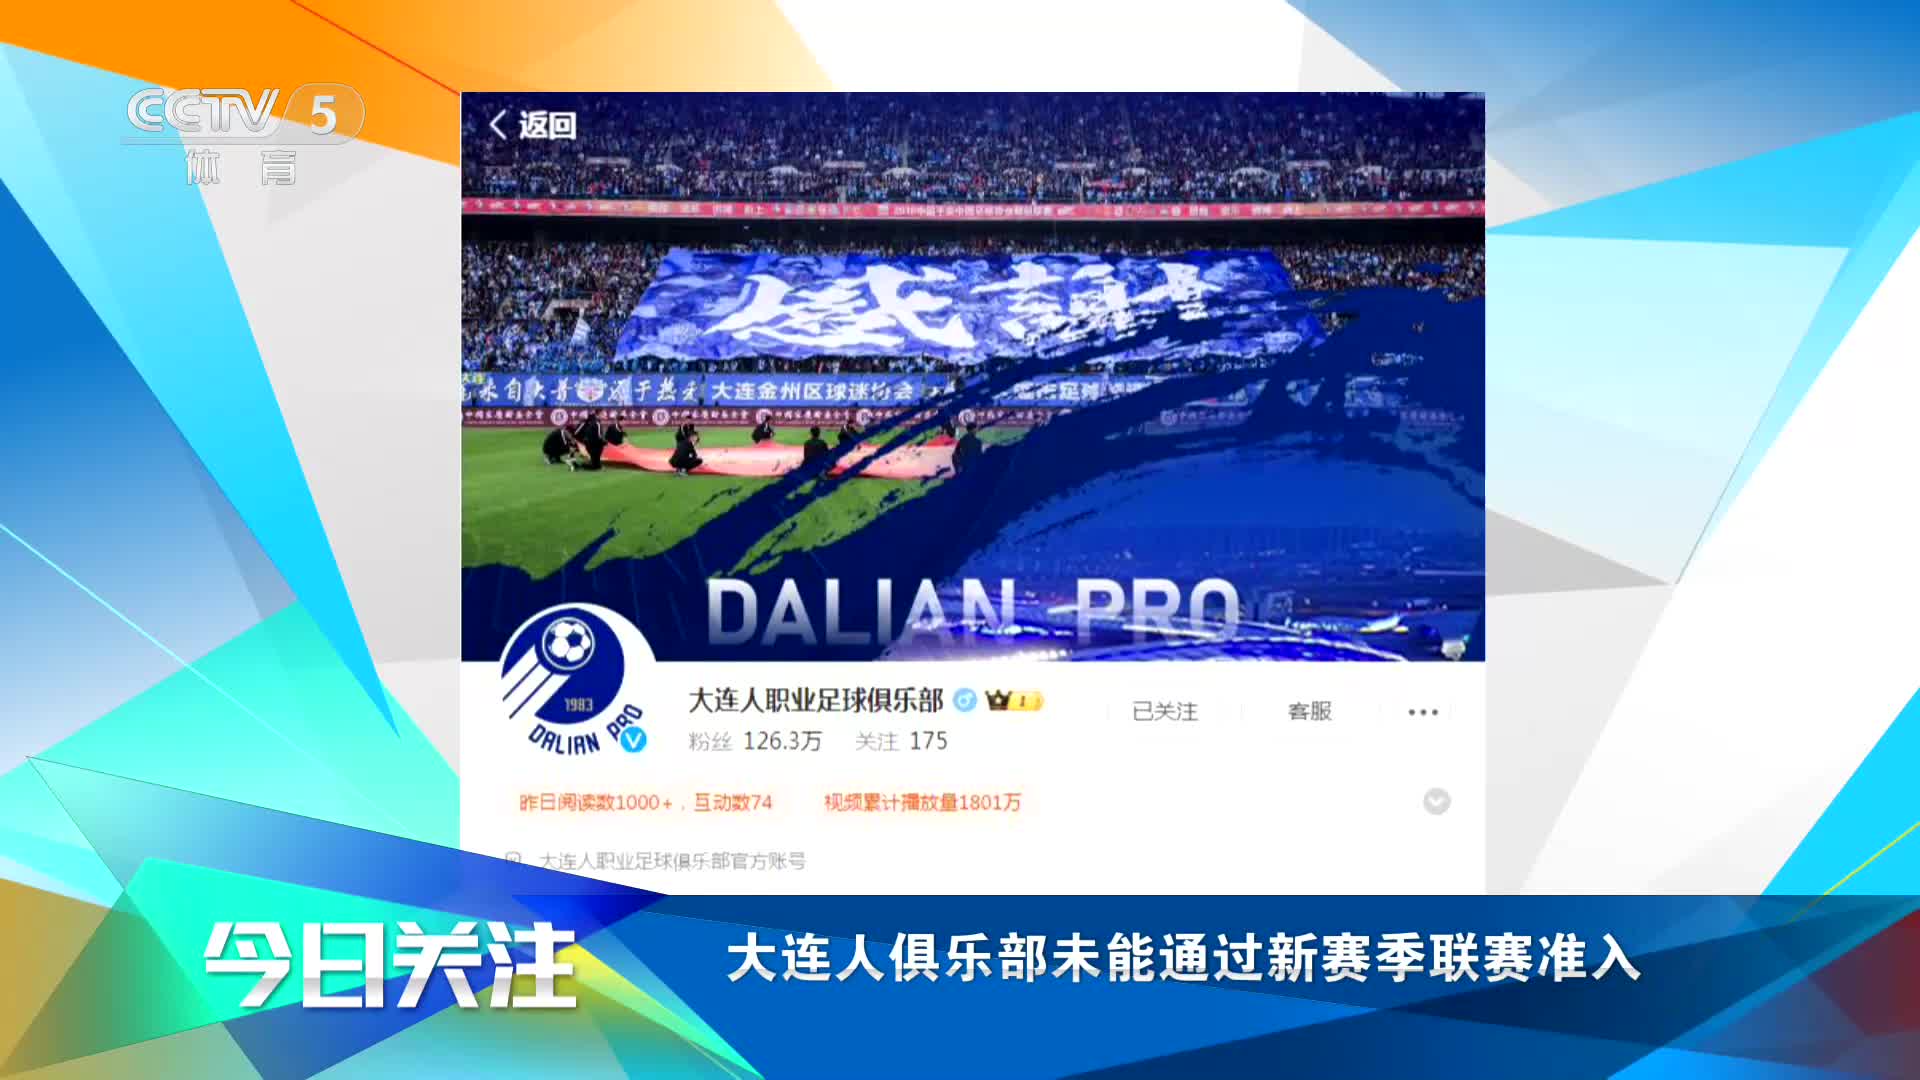 CCTV 5
体育
返回
感謝
大连金州区球迷协会
DALIAN PRO
1983
DALIAN PRO
大连人职业足球俱乐部
粉丝 126.3万 关注 175
已关注
客服
昨日阅读数1000+，互动数74 视频累计播放量1801万
大连人职业足球俱乐部官方账号
今日关注
大连人俱乐部未能通过新赛季联赛准入